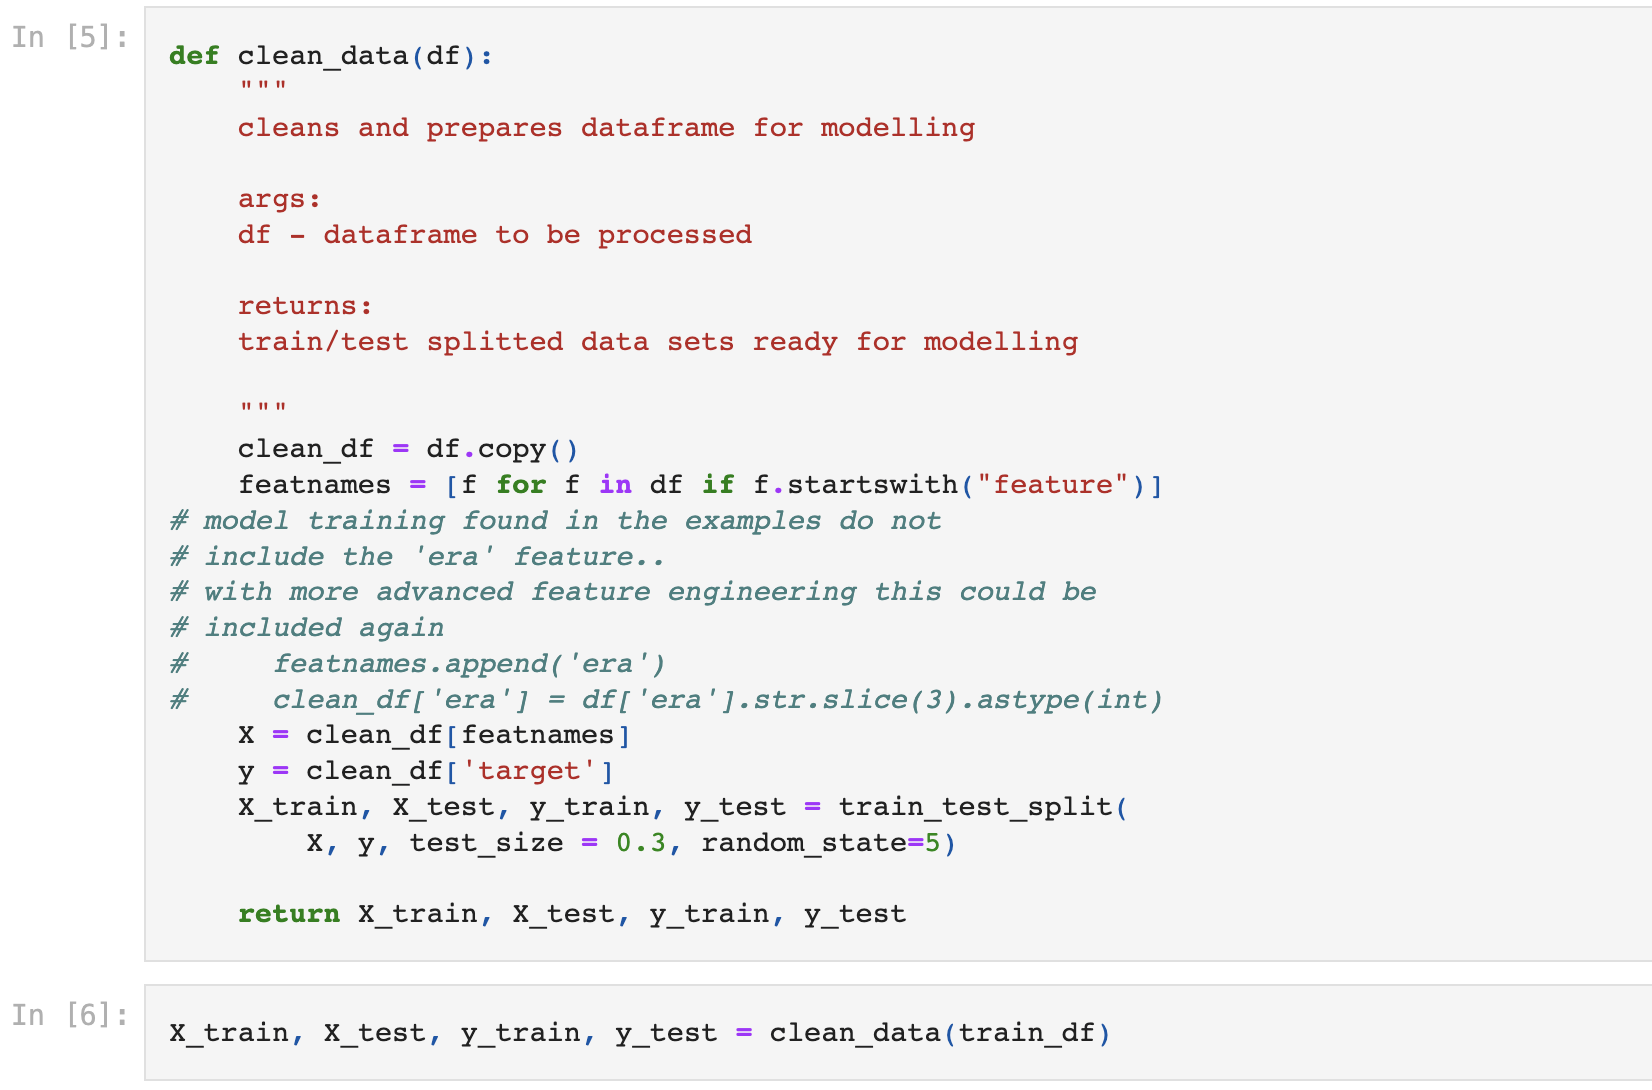 In [5]:
def clean_data(df):
    """
    cleans and prepares dataframe for modelling

    args:
    df - dataframe to be processed

    returns:
    train/test splitted data sets ready for modelling

    """
    clean_df = df.copy()
    featnames = [f for f in df if f.startswith("feature")]
# model training found in the examples do not
# include the 'era' feature..
# with more advanced feature engineering this could be
# included again
#     featnames.append('era')
#     clean_df['era'] = df['era'].str.slice(3).astype(int)
    X = clean_df[featnames]
    y = clean_df['target']
    X_train, X_test, y_train, y_test = train_test_split(
        X, y, test_size = 0.3, random_state=5)

    return X_train, X_test, y_train, y_test
In [6]:
X_train, X_test, y_train, y_test = clean_data(train_df)